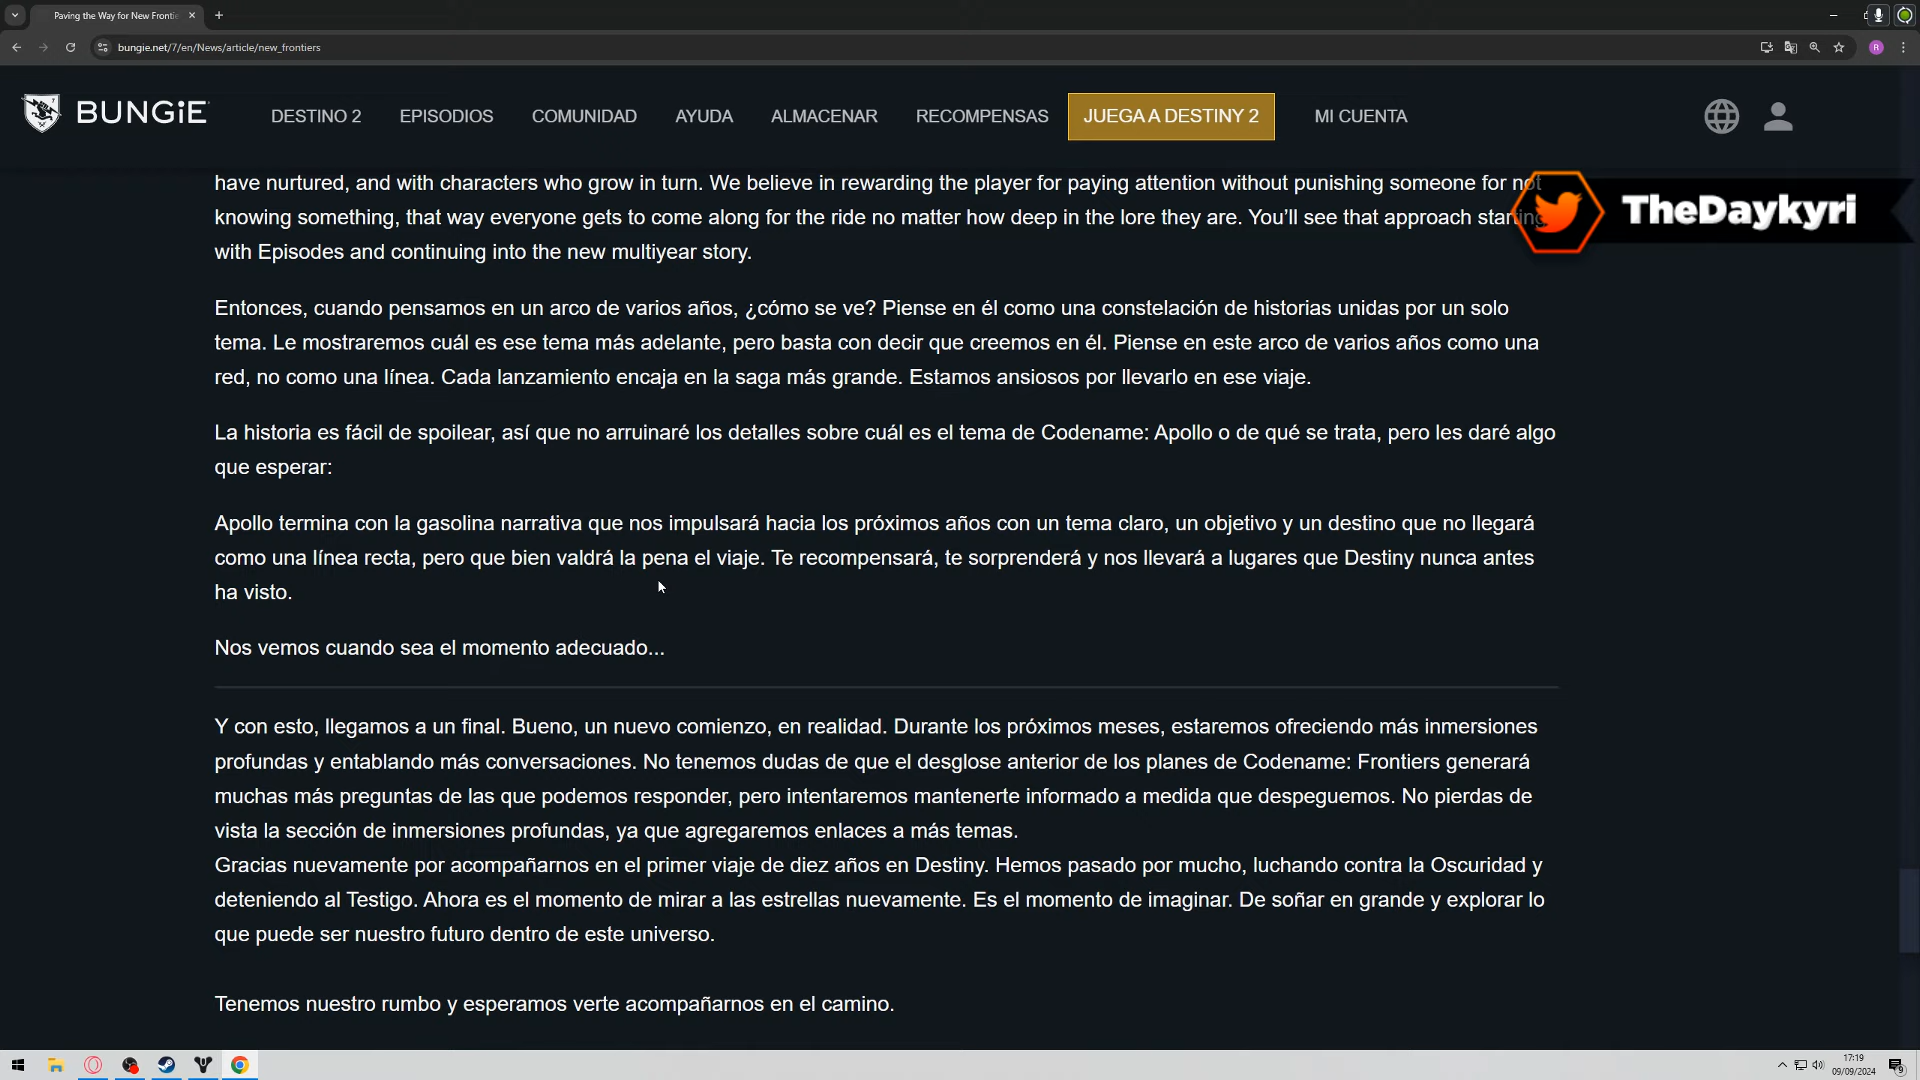 Paving the Way for New Frontie
bungie.net/7/en/News/article/new_frontiers
R
BUNGiE
DESTINO 2
EPISODIOS
COMUNIDAD
AYUDA
ALMACENAR
RECOMPENSAS
JUEGA A DESTINY 2
MI CUENTA
have nurtured, and with characters who grow in turn. We believe in rewarding the player for paying attention without punishing someone for not
knowing something, that way everyone gets to come along for the ride no matter how deep in the lore they are. You’ll see that approach starting
with Episodes and continuing into the new multiyear story.
TheDaykyri
Entonces, cuando pensamos en un arco de varios años, ¿cómo se ve? Piense en él como una constelación de historias unidas por un solo
tema. Le mostraremos cuál es ese tema más adelante, pero basta con decir que creemos en él. Piense en este arco de varios años como una
red, no como una línea. Cada lanzamiento encaja en la saga más grande. Estamos ansiosos por llevarlo en ese viaje.
La historia es fácil de spoilear, así que no arruinaré los detalles sobre cuál es el tema de Codename: Apollo o de qué se trata, pero les daré algo
que esperar:
Apollo termina con la gasolina narrativa que nos impulsará hacia los próximos años con un tema claro, un objetivo y un destino que no llegará
como una línea recta, pero que bien valdrá la pena el viaje. Te recompensará, te sorprenderá y nos llevará a lugares que Destiny nunca antes
ha visto.
Nos vemos cuando sea el momento adecuado...
Y con esto, llegamos a un final. Bueno, un nuevo comienzo, en realidad. Durante los próximos meses, estaremos ofreciendo más inmersiones
profundas y entablando más conversaciones. No tenemos dudas de que el desglose anterior de los planes de Codename: Frontiers generará
muchas más preguntas de las que podemos responder, pero intentaremos mantenerte informado a medida que despeguemos. No pierdas de
vista la sección de inmersiones profundas, ya que agregaremos enlaces a más temas.
Gracias nuevamente por acompañarnos en el primer viaje de diez años en Destiny. Hemos pasado por mucho, luchando contra la Oscuridad y
deteniendo al Testigo. Ahora es el momento de mirar a las estrellas nuevamente. Es el momento de imaginar. De soñar en grande y explorar lo
que puede ser nuestro futuro dentro de este universo.
Tenemos nuestro rumbo y esperamos verte acompañarnos en el camino.
17:19
09/09/2024